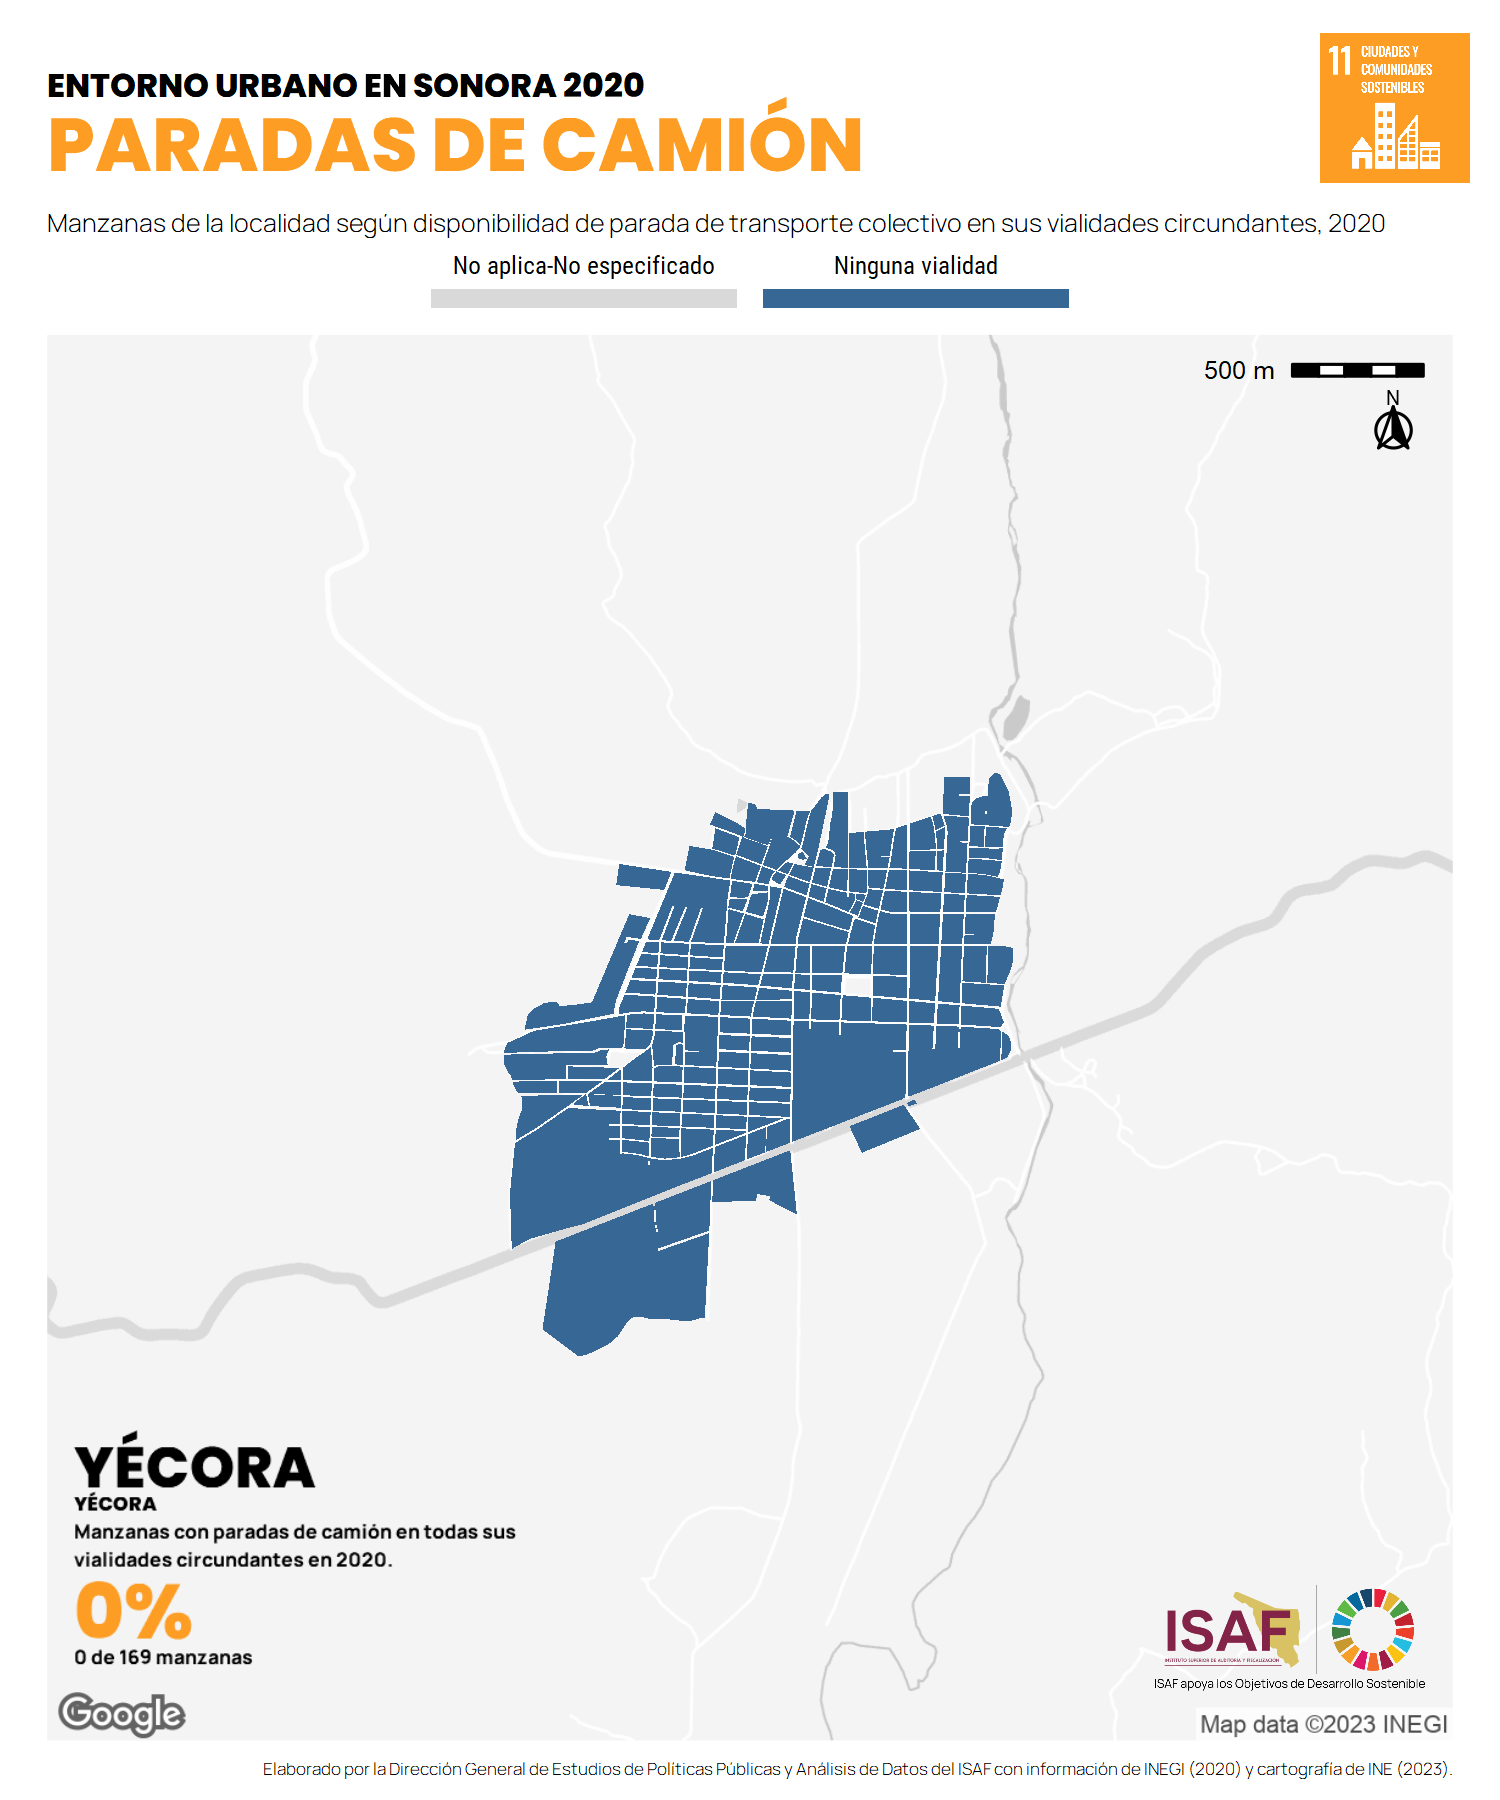 ENTORNO URBANO EN SONORA 2020
PARADAS DE CAMIÓN
11 CIUDADES Y
COMUNIDADES
SOSTENIBLES
Manzanas de la localidad según disponibilidad de parada de transporte colectivo en sus vialidades circundantes, 2020
No aplica-No especificado
Ninguna vialidad
500 m
N
YÉCORA
YÉCORA
Manzanas con paradas de camión en todas sus
vialidades circundantes en 2020.
0%
0 de 169 manzanas
Google
ISAF
INSTITUTO SUPERIOR DE AUDITORÍA Y FISCALIZACIÓN
ISAF apoya los Objetivos de Desarrollo Sostenible
Map data ©2023 INEGI
Elaborado por la Dirección General de Estudios de Políticas Públicas y Análisis de Datos del ISAF con información de INEGI (2020) y cartografía de INE (2023).